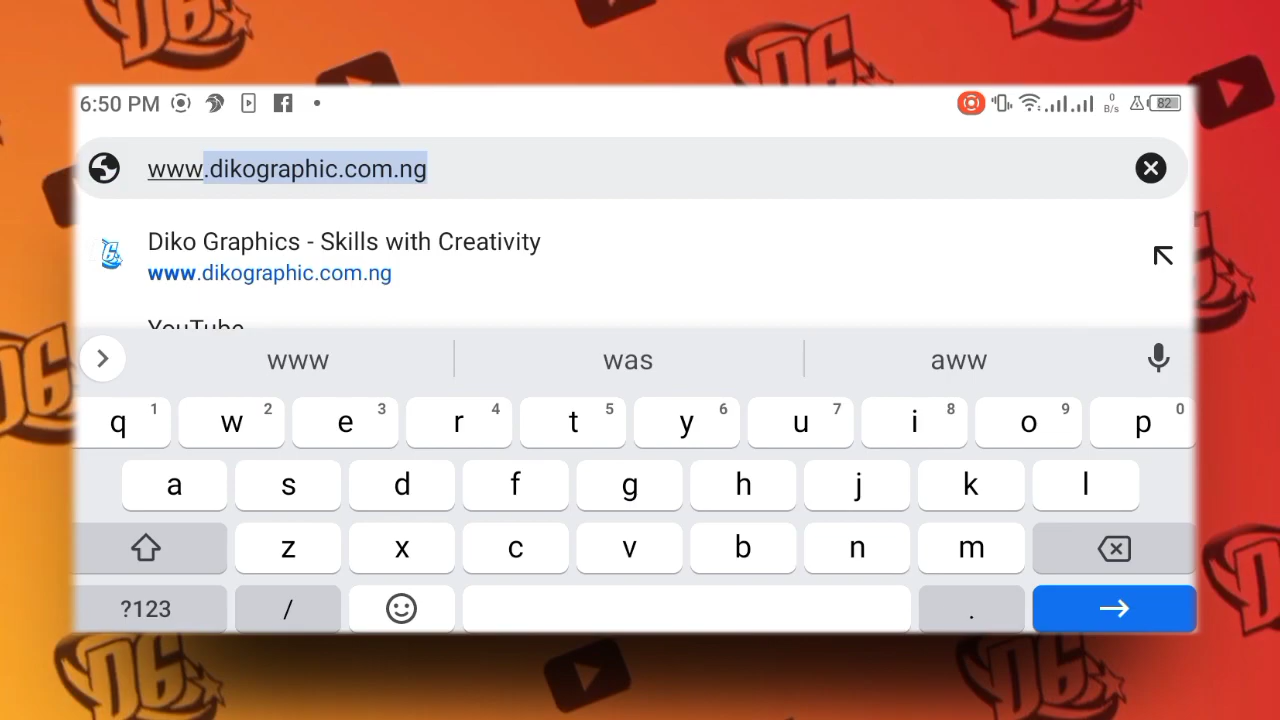 6:50 PM
0
B/s
82
www.dikographic.com.ng
Diko Graphics - Skills with Creativity
www.dikographic.com.ng
YouTube
www was aww
q 1 w 2 e 3 r 4 t 5 y 6 u 7 i 8 o 9 p 0
a s d f g h j k l
z x c v b n m
?123 / .